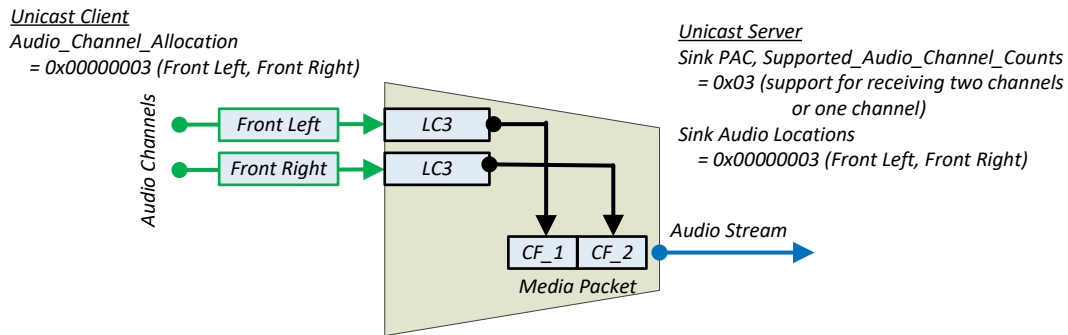 Unicast Client
Audio_Channel_Allocation
= 0x00000003 (Front Left, Front Right)
Unicast Server
Sink PAC, Supported_Audio_Channel_Counts
= 0x03 (support for receiving two channels
or one channel)
Sink Audio Locations
= 0x00000003 (Front Left, Front Right)
Audio Channels
Front Left
LC3
Front Right
LC3
CF_1
CF_2
Media Packet
Audio Stream